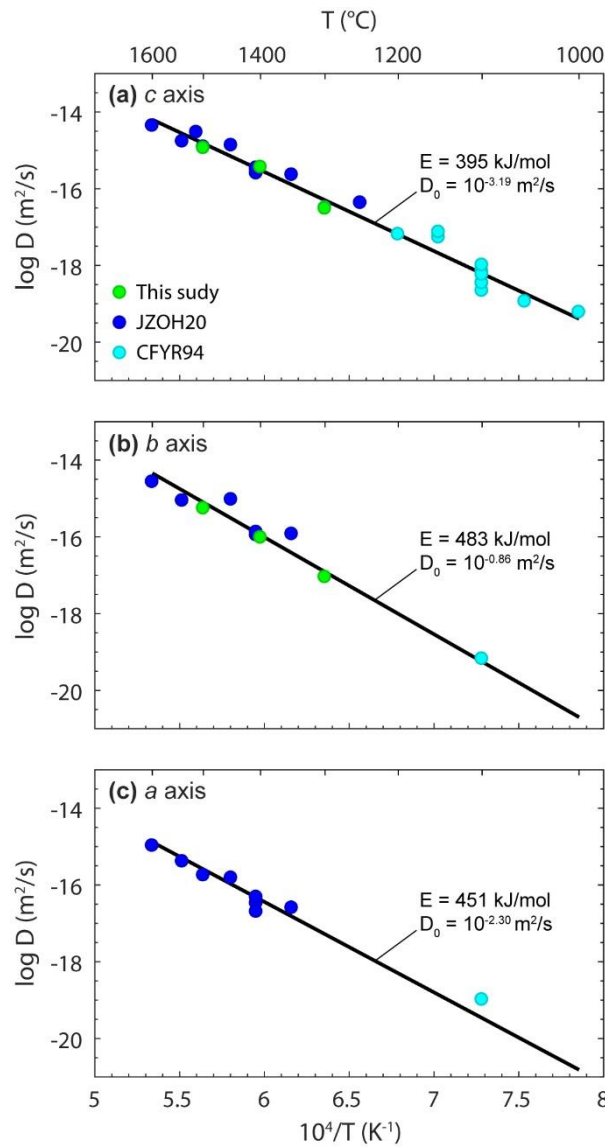 T (°C)
1600 1400 1200 1000
(a) c axis
-14
-16
-18
-20
log D (m²/s)
E = 395 kJ/mol
D₀ = 10⁻³·¹⁹ m²/s
This sudy
JZOH20
CFYR94
(b) b axis
-14
-16
-18
-20
log D (m²/s)
E = 483 kJ/mol
D₀ = 10⁻⁰·⁸⁶ m²/s
(c) a axis
-14
-16
-18
-20
log D (m²/s)
E = 451 kJ/mol
D₀ = 10⁻²·³⁰ m²/s
5 5.5 6 6.5 7 7.5 8
10⁴/T (K⁻¹)